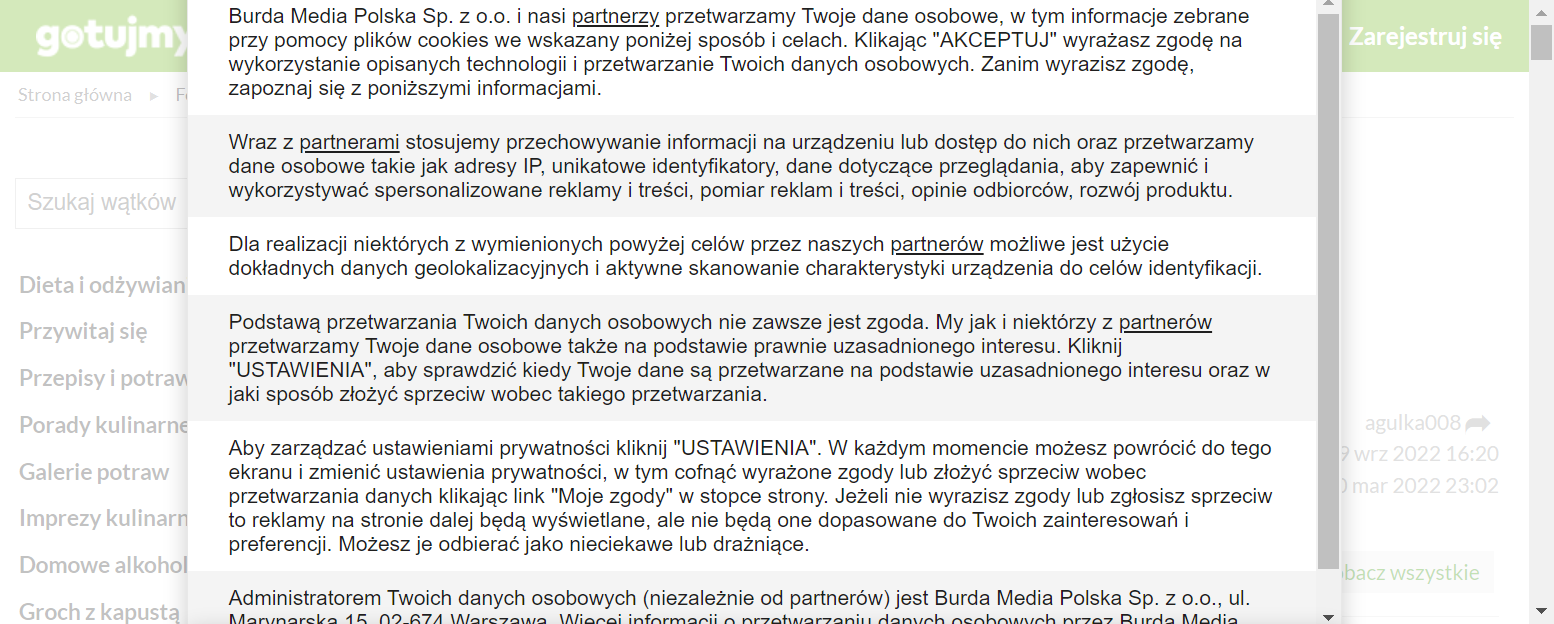 gotujmy
Zarejestruj się
Strona główna
Szukaj wątków
Dieta i
Przywitaj się
Przepisy i
Porady kulinarne
Galerie potraw
Imprezy
Domowe
Groch z kapustą
Burda Media Polska Sp. z o.o. i nasi partnerzy przetwarzamy Twoje dane osobowe, w tym informacje zebrane
przy pomocy plików cookies we wskazany poniżej sposób i celach. Klikając "AKCEPTUJ" wyrażasz zgodę na
wykorzystanie opisanych technologii i przetwarzanie Twoich danych osobowych. Zanim wyrazisz zgodę,
zapoznaj się z poniższymi informacjami.
Wraz z partnerami stosujemy przechowywanie informacji na urządzeniu lub dostęp do nich oraz przetwarzamy
dane osobowe takie jak adresy IP, unikatowe identyfikatory, dane dotyczące przeglądania, aby zapewnić i
wykorzystywać spersonalizowane reklamy i treści, pomiar reklam i treści, opinie odbiorców, rozwój produktu.
Dla realizacji niektórych z wymienionych powyżej celów przez naszych partnerów możliwe jest użycie
dokładnych danych geolokalizacyjnych i aktywne skanowanie charakterystyki urządzenia do celów identyfikacji.
Podstawą przetwarzania Twoich danych osobowych nie zawsze jest zgoda. My jak i niektórzy z partnerów
przetwarzamy Twoje dane osobowe także na podstawie prawnie uzasadnionego interesu. Kliknij
"USTAWIENIA", aby sprawdzić kiedy Twoje dane są przetwarzane na podstawie uzasadnionego interesu oraz w
jaki sposób złożyć sprzeciw wobec takiego przetwarzania.
Aby zarządzać ustawieniami prywatności kliknij "USTAWIENIA". W każdym momencie możesz powrócić do tego
ekranu i zmienić ustawienia prywatności, w tym cofnąć wyrażone zgody lub złożyć sprzeciw wobec
przetwarzania danych klikając link "Moje zgody" w stopce strony. Jeżeli nie wyrazisz zgody lub zgłosisz sprzeciw
to reklamy na stronie dalej będą wyświetlane, ale nie będą one dopasowane do Twoich zainteresowań i
preferencji. Możesz je odbierać jako nieciekawe lub drażniące.
Administratorem Twoich danych osobowych (niezależnie od partnerów) jest Burda Media Polska Sp. z o.o., ul.
Marynarska 15, 02-674 Warszawa. Więcej informacji o przetwarzaniu danych osobowych przez Burda Media
agulka008
wrz 2022 16:20
mar 2022 23:02
wszystkie